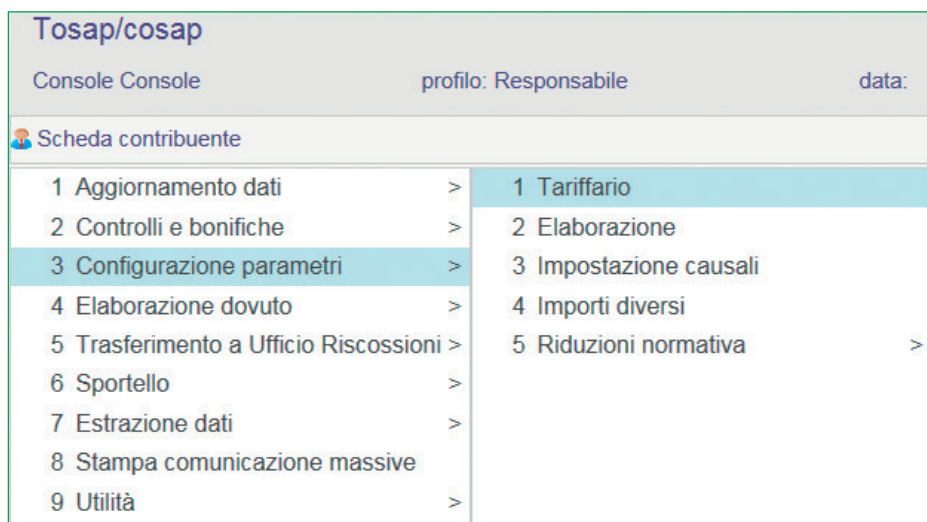 Tosap/cosap
Console Console profilo: Responsabile data:
Scheda contribuente
1 Aggiornamento dati >
2 Controlli e bonifiche >
3 Configurazione parametri >
4 Elaborazione dovuto >
5 Trasferimento a Ufficio Riscossioni >
6 Sportello >
7 Estrazione dati >
8 Stampa comunicazione massive
9 Utilità >
1 Tariffario
2 Elaborazione
3 Impostazione causali
4 Importi diversi
5 Riduzioni normativa >